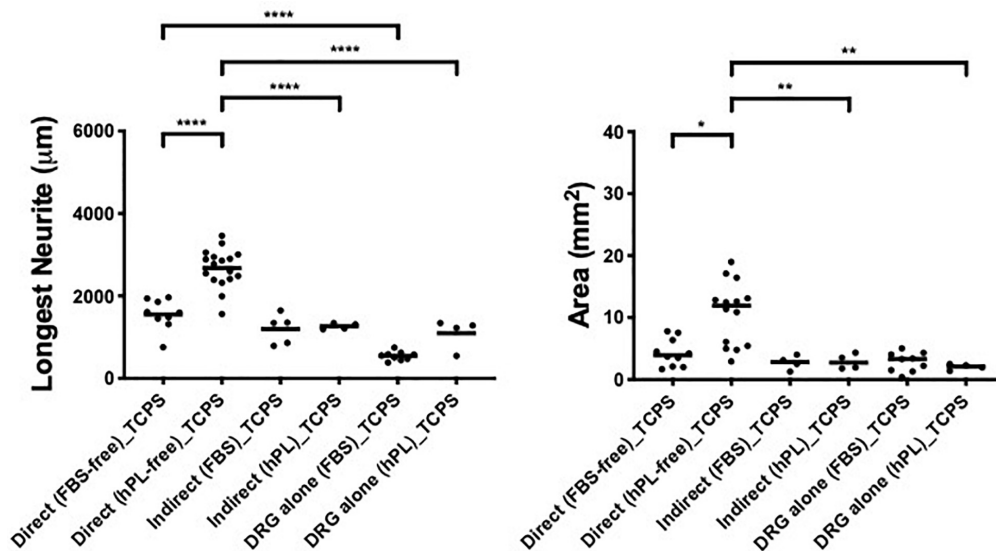 ****
****
****
****
6000
4000
2000
0
Longest Neurite (μm)
Direct (FBS-free)_TCPS
Direct (hPL-free)_TCPS
Indirect (FBS)_TCPS
Indirect (hPL)_TCPS
DRG alone (FBS)_TCPS
DRG alone (hPL)_TCPS
**
**
*
40
30
20
10
0
Area (mm²)
Direct (FBS-free)_TCPS
Direct (hPL-free)_TCPS
Indirect (FBS)_TCPS
Indirect (hPL)_TCPS
DRG alone (FBS)_TCPS
DRG alone (hPL)_TCPS